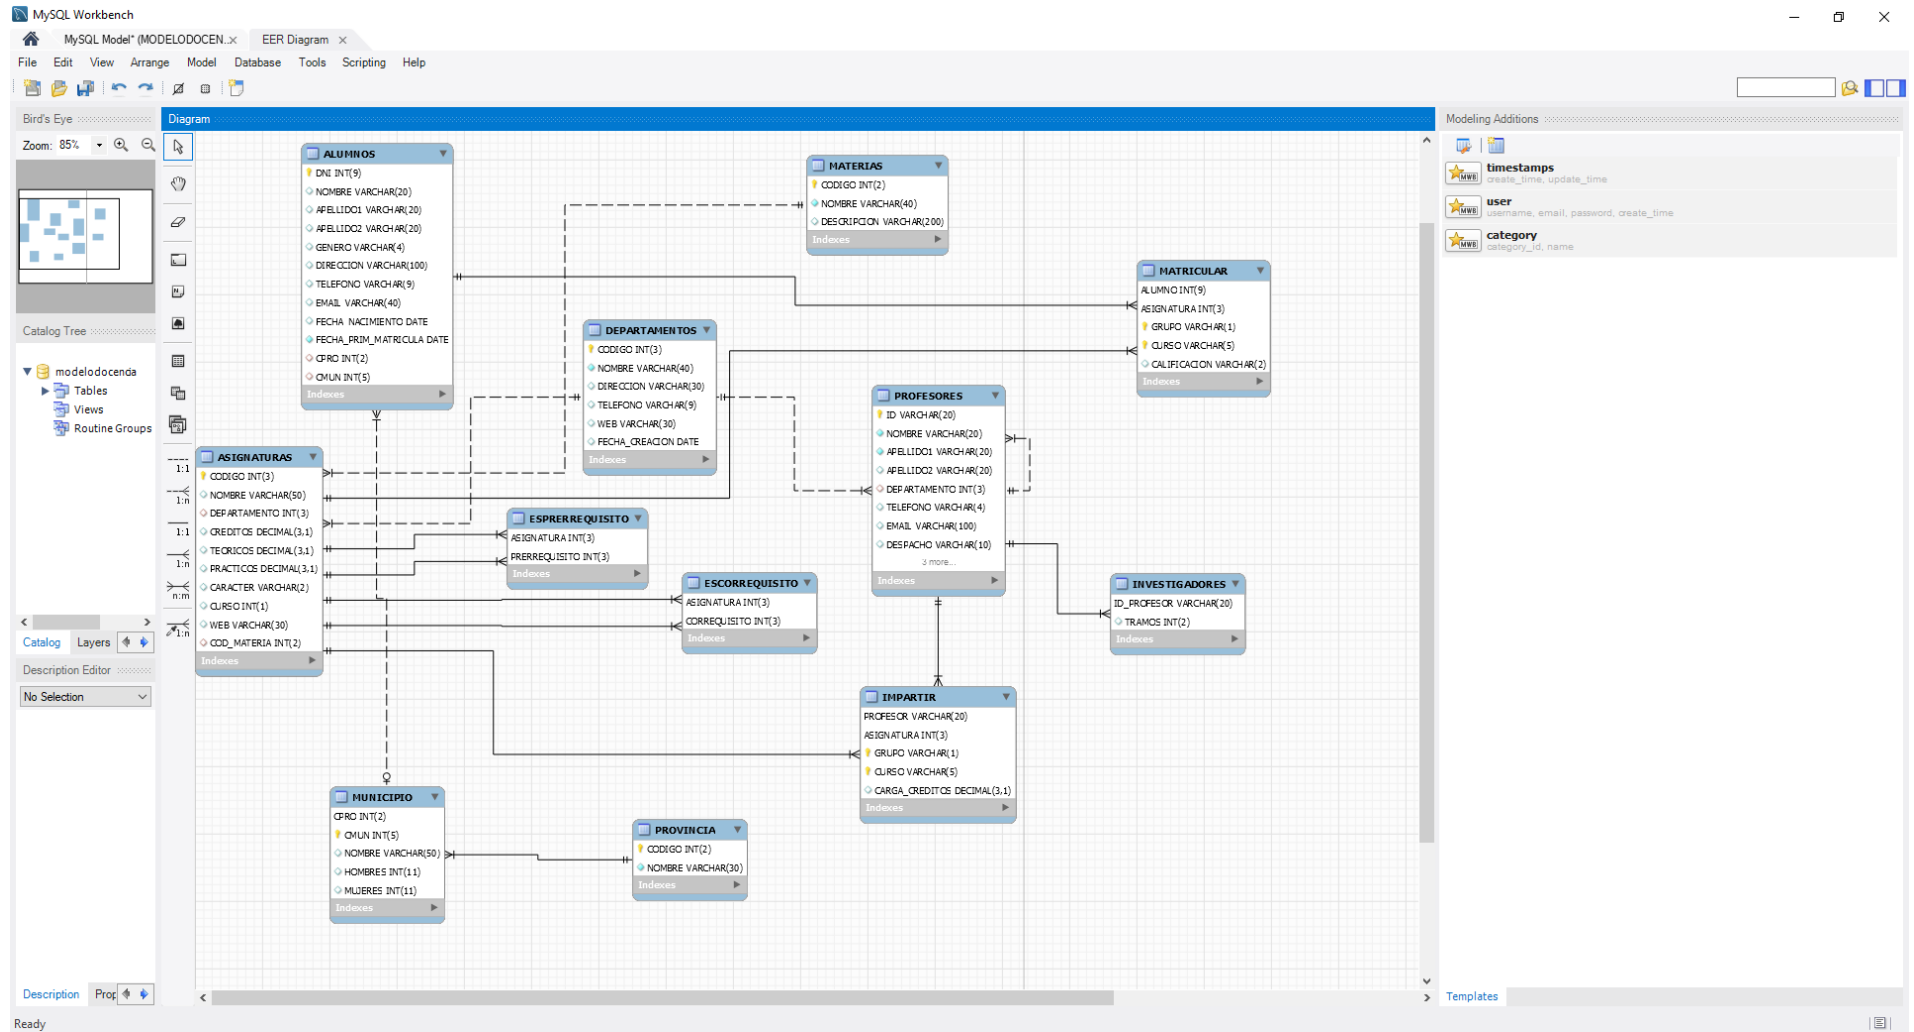 MySQL Workbench
MySQL Model* (MODELODOCEN...
EER Diagram
File Edit View Arrange Model Database Tools Scripting Help
Bird's Eye
Zoom: 85%
Catalog Tree
modelodocencia
Tables
Views
Routine Groups
Catalog Layers
Description Editor
No Selection
Description Prop
Ready
Diagram
1:1
1:n
1:1
1:n
n:m
1:n
ALUMNOS
DNI INT(9)
NOMBRE VARCHAR(20)
APELLIDO1 VARCHAR(20)
APELLIDO2 VARCHAR(20)
GENERO VARCHAR(4)
DIRECCION VARCHAR(100)
TELEFONO VARCHAR(9)
EMAIL VARCHAR(40)
FECHA_NACIMIENTO DATE
FECHA_PRIM_MATRICULA DATE
CPRO INT(2)
CMUN INT(5)
Indexes
MATERIAS
CODIGO INT(2)
NOMBRE VARCHAR(40)
DESCRIPCION VARCHAR(200)
Indexes
MATRICULAR
ALUMNO INT(9)
ASIGNATURA INT(3)
GRUPO VARCHAR(1)
CURSO VARCHAR(5)
CALIFICACION VARCHAR(2)
Indexes
DEPARTAMENTOS
CODIGO INT(3)
NOMBRE VARCHAR(40)
DIRECCION VARCHAR(30)
TELEFONO VARCHAR(9)
WEB VARCHAR(30)
FECHA_CREACION DATE
Indexes
PROFESORES
ID VARCHAR(20)
NOMBRE VARCHAR(20)
APELLIDO1 VARCHAR(20)
APELLIDO2 VARCHAR(20)
DEPARTAMENTO INT(3)
TELEFONO VARCHAR(4)
EMAIL VARCHAR(100)
DESPACHO VARCHAR(10)
3 more...
Indexes
ASIGNATURAS
CODIGO INT(3)
NOMBRE VARCHAR(50)
DEPARTAMENTO INT(3)
CREDITOS DECIMAL(3,1)
TEORICOS DECIMAL(3,1)
PRACTICOS DECIMAL(3,1)
CARACTER VARCHAR(2)
CURSO INT(1)
WEB VARCHAR(30)
COD_MATERIA INT(2)
Indexes
ESPRERREQUISITO
ASIGNATURA INT(3)
PRERREQUISITO INT(3)
Indexes
ESCORREQUISITO
ASIGNATURA INT(3)
CORREQUISITO INT(3)
Indexes
INVESTIGADORES
ID_PROFESOR VARCHAR(20)
TRAMOS INT(2)
Indexes
IMPARTIR
PROFESOR VARCHAR(20)
ASIGNATURA INT(3)
GRUPO VARCHAR(1)
CURSO VARCHAR(5)
CARGA_CREDITOS DECIMAL(3,1)
Indexes
MUNICIPIO
CPRO INT(2)
CMUN INT(5)
NOMBRE VARCHAR(50)
HOMBRES INT(11)
MUJERES INT(11)
Indexes
PROVINCIA
CODIGO INT(2)
NOMBRE VARCHAR(30)
Indexes
Modeling Additions
timestamps
create_time, update_time
user
username, email, password, create_time
category
category_id, name
Templates